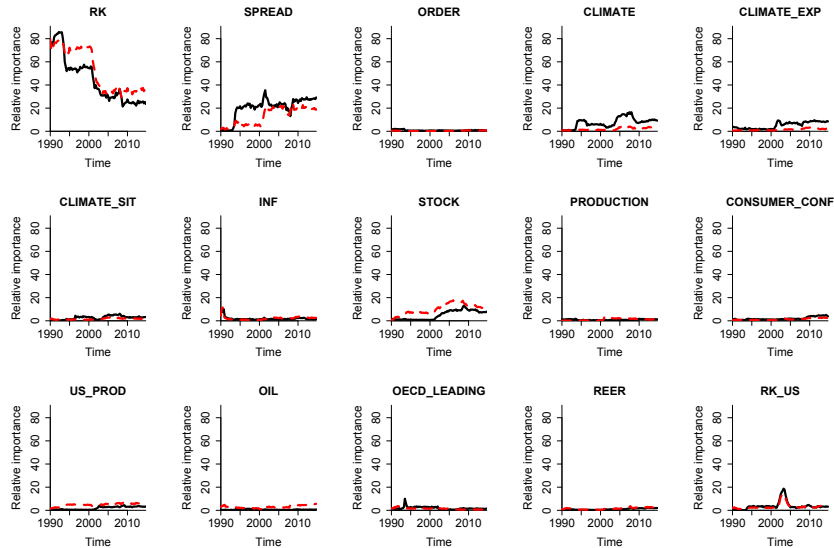 RK SPREAD ORDER CLIMATE CLIMATE_EXP
Relative importance Relative importance Relative importance Relative importance Relative importance
0 20 40 60 80 0 20 40 60 80 0 20 40 60 80 0 20 40 60 80 0 20 40 60 80
1990 2000 2010 1990 2000 2010 1990 2000 2010 1990 2000 2010 1990 2000 2010
Time Time Time Time Time
CLIMATE_SIT INF STOCK PRODUCTION CONSUMER_CONF
Relative importance Relative importance Relative importance Relative importance Relative importance
0 20 40 60 80 0 20 40 60 80 0 20 40 60 80 0 20 40 60 80 0 20 40 60 80
1990 2000 2010 1990 2000 2010 1990 2000 2010 1990 2000 2010 1990 2000 2010
Time Time Time Time Time
US_PROD OIL OECD_LEADING REER RK_US
Relative importance Relative importance Relative importance Relative importance Relative importance
0 20 40 60 80 0 20 40 60 80 0 20 40 60 80 0 20 40 60 80 0 20 40 60 80
1990 2000 2010 1990 2000 2010 1990 2000 2010 1990 2000 2010 1990 2000 2010
Time Time Time Time Time